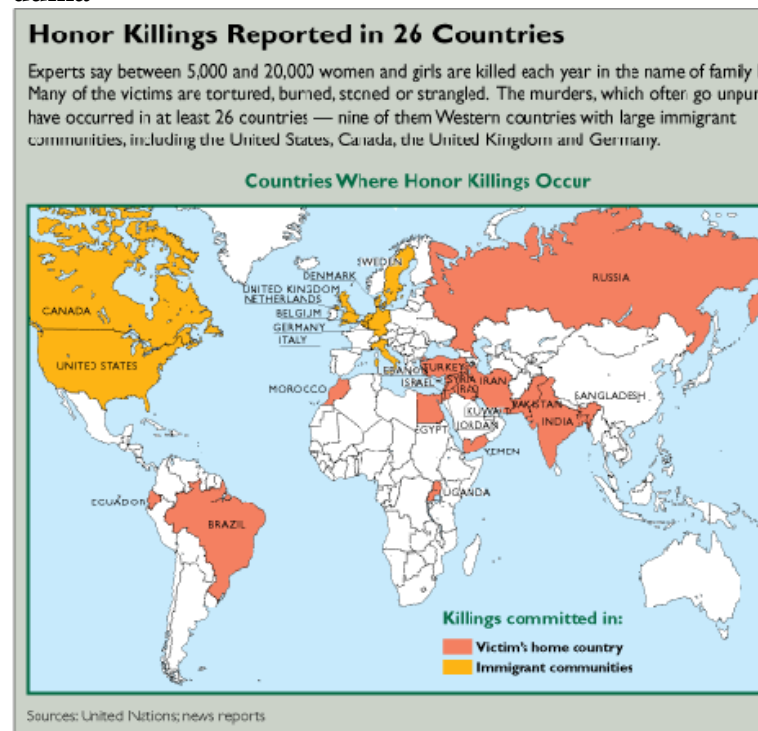 Honor Killings Reported in 26 Countries
Experts say between 5,000 and 20,000 women and girls are killed each year in the name of family
Many of the victims are tortured, burned, stoned or strangled. The murders, which often go unpu
have occurred in at least 26 countries — nine of them Western countries with large immigrant
communities, including the United States, Canada, the United Kingdom and Germany.
Countries Where Honor Killings Occur
SWEDEN
DENMARK
RUSSIA
UNITED KINGDOM
NETHERLANDS
CANADA
BELGIUM
GERMANY
ITALY
UNITED STATES
LEBANON
TURKEY
ISRAEL
SYRIA
IRAN
MOROCCO
IRAQ
BANGLADESH
PAKISTAN
KUWAIT
INDIA
EGYPT
JORDAN
YEMEN
UGANDA
ECUADOR
BRAZIL
Killings committed in:
Victim's home country
Immigrant communities
Sources: United Nations; news reports